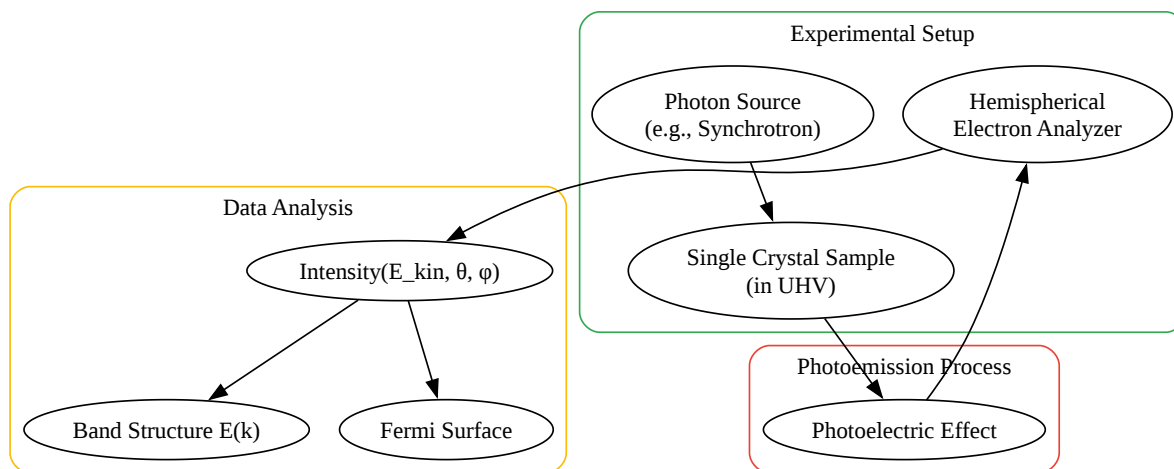 Experimental Setup
Photon Source
(e.g., Synchrotron)
Hemispherical
Electron Analyzer
Single Crystal Sample
(in UHV)
Data Analysis
Intensity(E_kin, θ, φ)
Band Structure E(k)
Fermi Surface
Photoemission Process
Photoelectric Effect